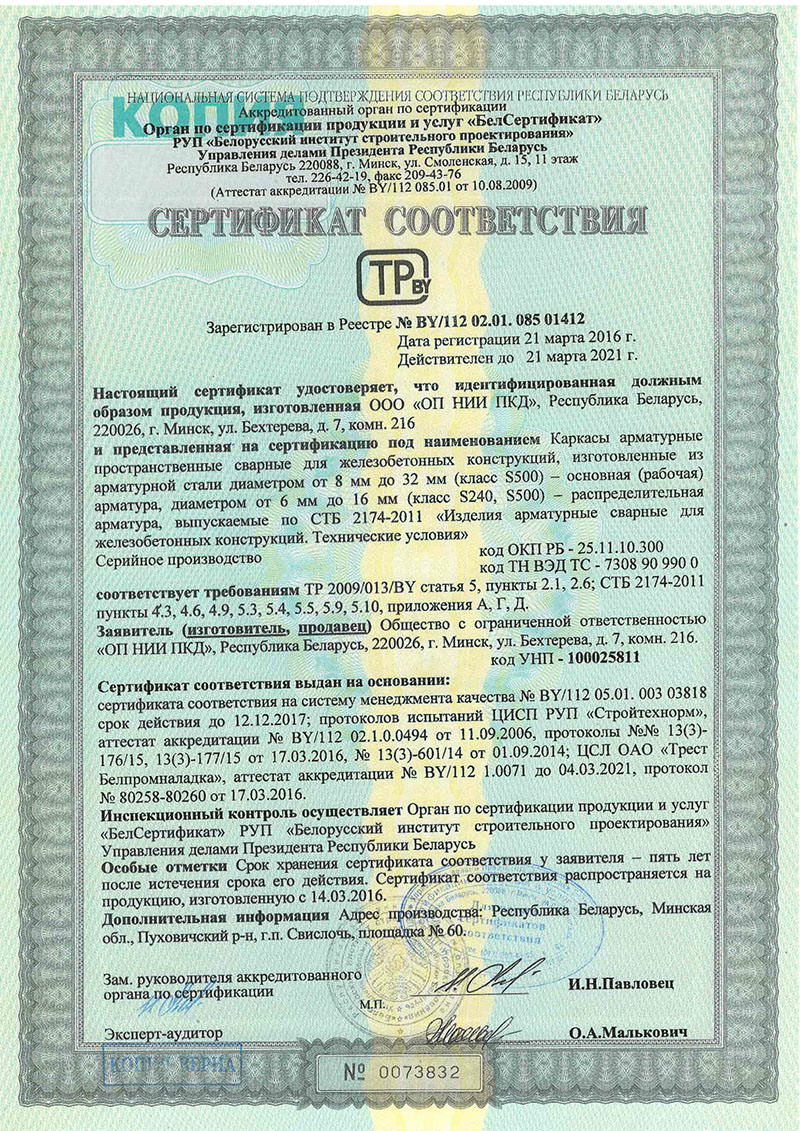 КОПИЯ
НАЦИОНАЛЬНАЯ СИСТЕМА ПОДТВЕРЖДЕНИЯ СООТВЕТСТВИЯ РЕСПУБЛИКИ БЕЛАРУСЬ
Аккредитованный орган по сертификации
Орган по сертификации продукции и услуг «БелСертификат»
РУП «Белорусский институт строительного проектирования»
Управления делами Президента Республики Беларусь
Республика Беларусь 220088, г. Минск, ул. Смоленская, д. 15, 11 этаж
тел. 226-42-19, факс 209-43-76
(Аттестат аккредитации № BY/112 085.01 от 10.08.2009)
СЕРТИФИКАТ СООТВЕТСТВИЯ
ТР BY
Зарегистрирован в Реестре № BY/112 02.01. 085 01412
Дата регистрации 21 марта 2016 г.
Действителен до 21 марта 2021 г.
Настоящий сертификат удостоверяет, что идентифицированная должным
образом продукция, изготовленная ООО «ОП НИИ ПКД», Республика Беларусь,
220026, г. Минск, ул. Бехтерева, д. 7, комн. 216
и представленная на сертификацию под наименованием Каркасы арматурные
пространственные сварные для железобетонных конструкций, изготовленные из
арматурной стали диаметром от 8 мм до 32 мм (класс S500) – основная (рабочая)
арматура, диаметром от 6 мм до 16 мм (класс S240, S500) – распределительная
арматура, выпускаемые по СТБ 2174-2011 «Изделия арматурные сварные для
железобетонных конструкций. Технические условия»
Серийное производство код ОКП РБ - 25.11.10.300
код ТН ВЭД ТС - 7308 90 990 0
соответствует требованиям ТР 2009/013/BY статья 5, пункты 2.1, 2.6; СТБ 2174-2011
пункты 4.3, 4.6, 4.9, 5.3, 5.4, 5.5, 5.9, 5.10, приложения А, Г, Д.
Заявитель (изготовитель, продавец) Общество с ограниченной ответственностью
«ОП НИИ ПКД», Республика Беларусь, 220026, г. Минск, ул. Бехтерева, д. 7, комн. 216.
код УНП - 100025811
Сертификат соответствия выдан на основании:
сертификата соответствия на систему менеджмента качества № BY/112 05.01. 003 03818
срок действия до 12.12.2017; протоколов испытаний ЦИСП РУП «Стройтехнорм»,
аттестат аккредитации № BY/112 02.1.0.0494 от 11.09.2006, протоколы №№ 13(3)-
176/15, 13(3)-177/15 от 17.03.2016, № 13(3)-601/14 от 01.09.2014; ЦСЛ ОАО «Трест
Белпромналадка», аттестат аккредитации № BY/112 1.0071 до 04.03.2021, протокол
№ 80258-80260 от 17.03.2016.
Инспекционный контроль осуществляет Орган по сертификации продукции и услуг
«БелСертификат» РУП «Белорусский институт строительного проектирования»
Управления делами Президента Республики Беларусь
Особые отметки Срок хранения сертификата соответствия у заявителя – пять лет
после истечения срока его действия. Сертификат соответствия распространяется на
продукцию, изготовленную с 14.03.2016.
Дополнительная информация Адрес производства: Республика Беларусь, Минская
обл., Пуховичский р-н, г.п. Свислочь, площадка № 60.
Для сертификатов соответствия
Зам. руководителя аккредитованного
органа по сертификации
И.Н.Павловец
М.П.
Эксперт-аудитор
О.А.Малькович
КОПИЯ ВЕРНА
№ 0073832